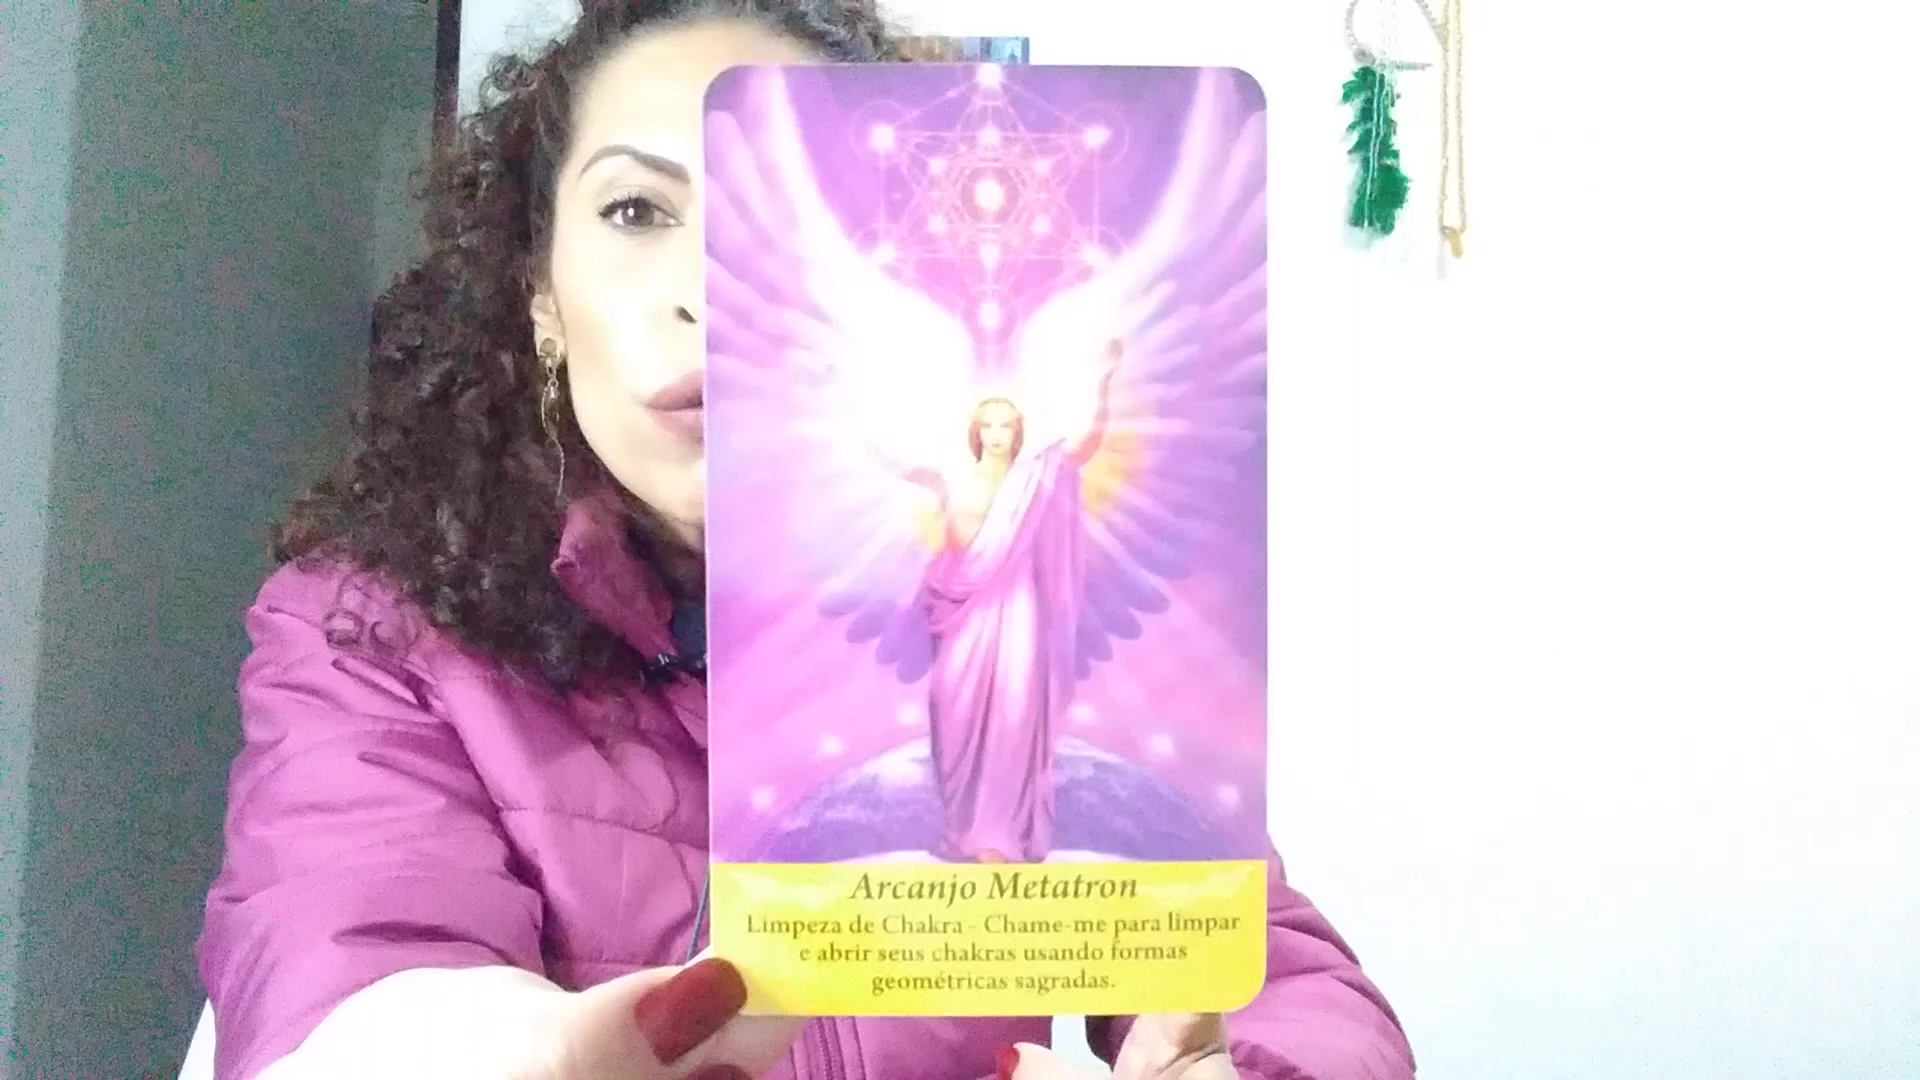 Arcanjo Metatron
Limpeza de Chakra - Chame-me para limpar
e abrir seus chakras usando formas
geométricas sagradas.